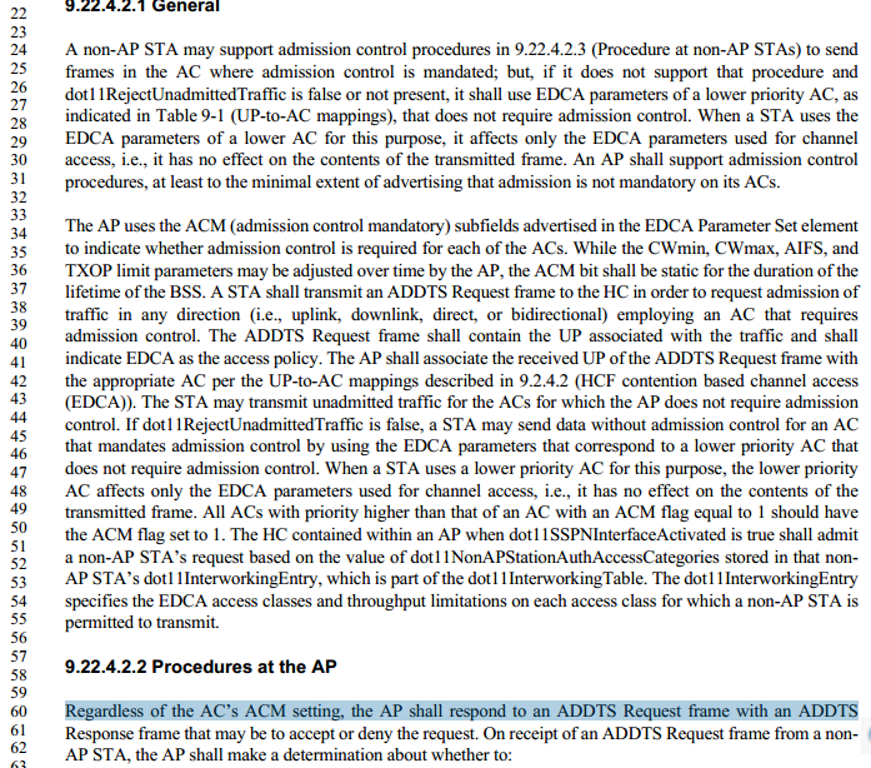 9.22.4.2.1 General
22
23
24 A non-AP STA may support admission control procedures in 9.22.4.2.3 (Procedure at non-AP STAs) to send
25 frames in the AC where admission control is mandated; but, if it does not support that procedure and
26 dot11RejectUnadmittedTraffic is false or not present, it shall use EDCA parameters of a lower priority AC, as
27 indicated in Table 9-1 (UP-to-AC mappings), that does not require admission control. When a STA uses the
28 EDCA parameters of a lower AC for this purpose, it affects only the EDCA parameters used for channel
29 access, i.e., it has no effect on the contents of the transmitted frame. An AP shall support admission control
30 procedures, at least to the minimal extent of advertising that admission is not mandatory on its ACs.
31
32
33
34 The AP uses the ACM (admission control mandatory) subfields advertised in the EDCA Parameter Set element
35 to indicate whether admission control is required for each of the ACs. While the CWmin, CWmax, AIFS, and
36 TXOP limit parameters may be adjusted over time by the AP, the ACM bit shall be static for the duration of the
37 lifetime of the BSS. A STA shall transmit an ADDTS Request frame to the HC in order to request admission of
38 traffic in any direction (i.e., uplink, downlink, direct, or bidirectional) employing an AC that requires
39 admission control. The ADDTS Request frame shall contain the UP associated with the traffic and shall
40 indicate EDCA as the access policy. The AP shall associate the received UP of the ADDTS Request frame with
41 the appropriate AC per the UP-to-AC mappings described in 9.2.4.2 (HCF contention based channel access
42 (EDCA)). The STA may transmit unadmitted traffic for the ACs for which the AP does not require admission
43 control. If dot11RejectUnadmittedTraffic is false, a STA may send data without admission control for an AC
44 that mandates admission control by using the EDCA parameters that correspond to a lower priority AC that
45 does not require admission control. When a STA uses a lower priority AC for this purpose, the lower priority
46 AC affects only the EDCA parameters used for channel access, i.e., it has no effect on the contents of the
47 transmitted frame. All ACs with priority higher than that of an AC with an ACM flag equal to 1 should have
48 the ACM flag set to 1. The HC contained within an AP when dot11SSPNInterfaceActivated is true shall admit
49 a non-AP STA's request based on the value of dot11NonAPStationAuthAccessCategories stored in that non-
50 AP STA's dot11InterworkingEntry, which is part of the dot11InterworkingTable. The dot11InterworkingEntry
51 specifies the EDCA access classes and throughput limitations on each access class for which a non-AP STA is
52 permitted to transmit.
53
54
55
56
57 9.22.4.2.2 Procedures at the AP
58
59
60 Regardless of the AC's ACM setting, the AP shall respond to an ADDTS Request frame with an ADDTS
61 Response frame that may be to accept or deny the request. On receipt of an ADDTS Request frame from a non-
62 AP STA, the AP shall make a determination about whether to:
63